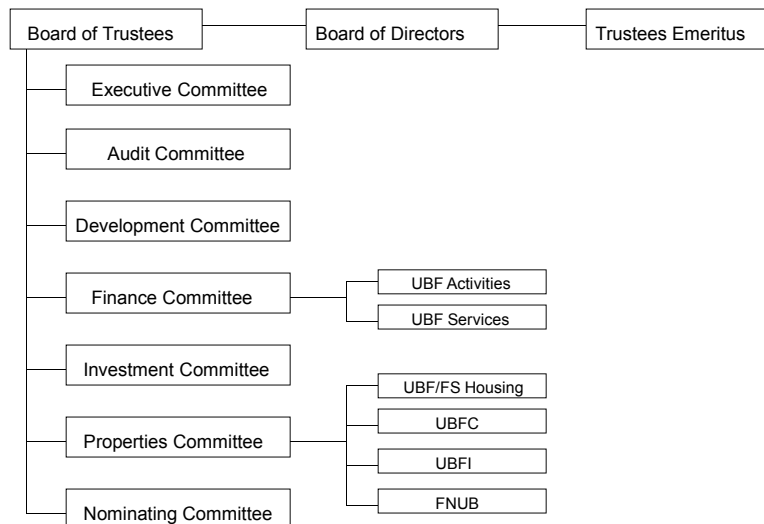 Board of Trustees
Board of Directors
Trustees Emeritus
Executive Committee
Audit Committee
Development Committee
Finance Committee
UBF Activities
UBF Services
Investment Committee
Properties Committee
UBF/FS Housing
UBFC
UBFI
FNUB
Nominating Committee